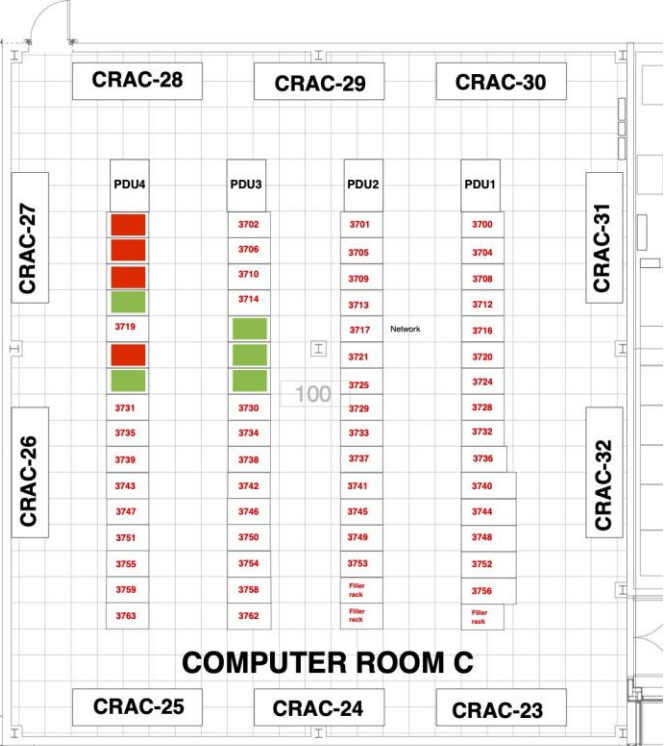 CRAC-28 CRAC-29 CRAC-30
PDU4 PDU3 PDU2 PDU1
CRAC-27
CRAC-31
3702 3701 3700
3706 3705 3704
3710 3709 3708
3714 3713 3712
3719 3717 Network 3716
3721 3720
3725 3724
100
3731 3730 3729 3728
3735 3734 3733 3732
3739 3738 3737 3736
CRAC-26
CRAC-32
3743 3742 3741 3740
3747 3746 3745 3744
3751 3750 3749 3748
3755 3754 3753 3752
3759 3758 Filler rack 3756
3763 3762 Filler rack Filler rack
COMPUTER ROOM C
CRAC-25 CRAC-24 CRAC-23